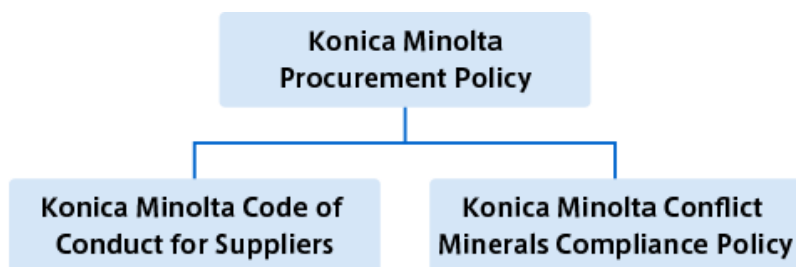 Konica Minolta
Procurement Policy
Konica Minolta Code of
Conduct for Suppliers
Konica Minolta Conflict
Minerals Compliance Policy